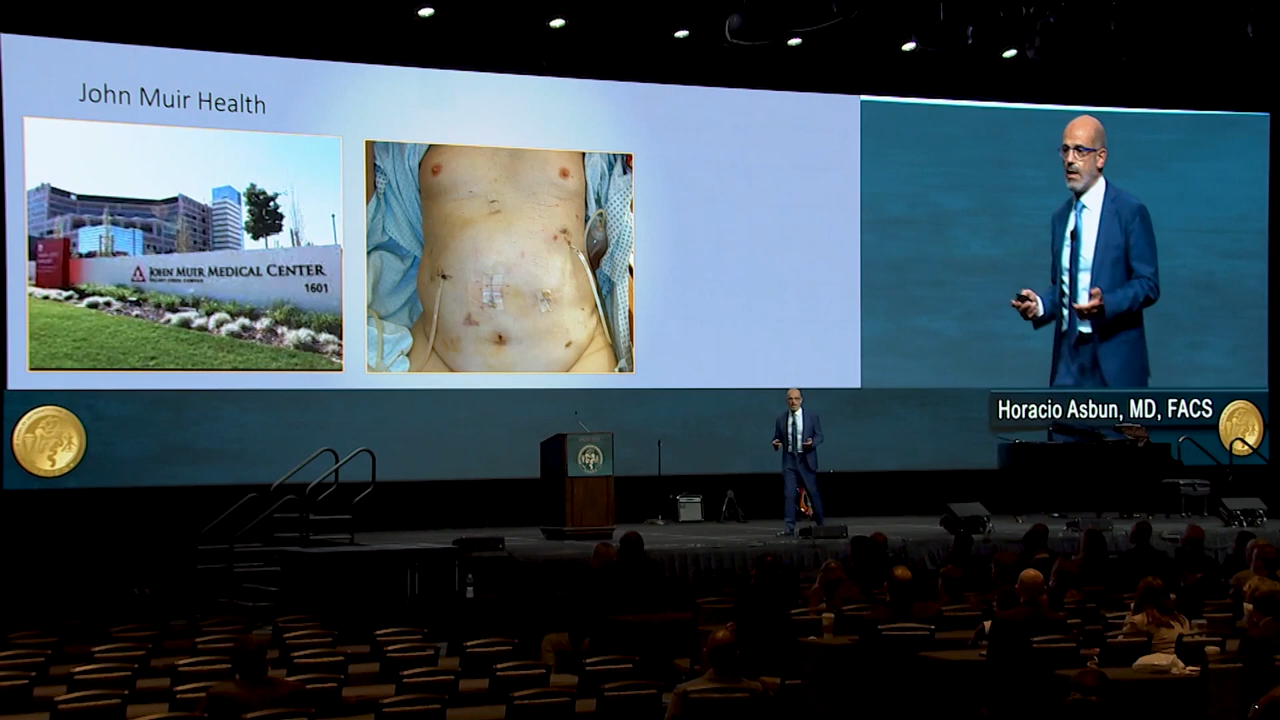 John Muir Health
JOHN MUIR MEDICAL CENTER
1601
Horacio Asbun, MD, FACS